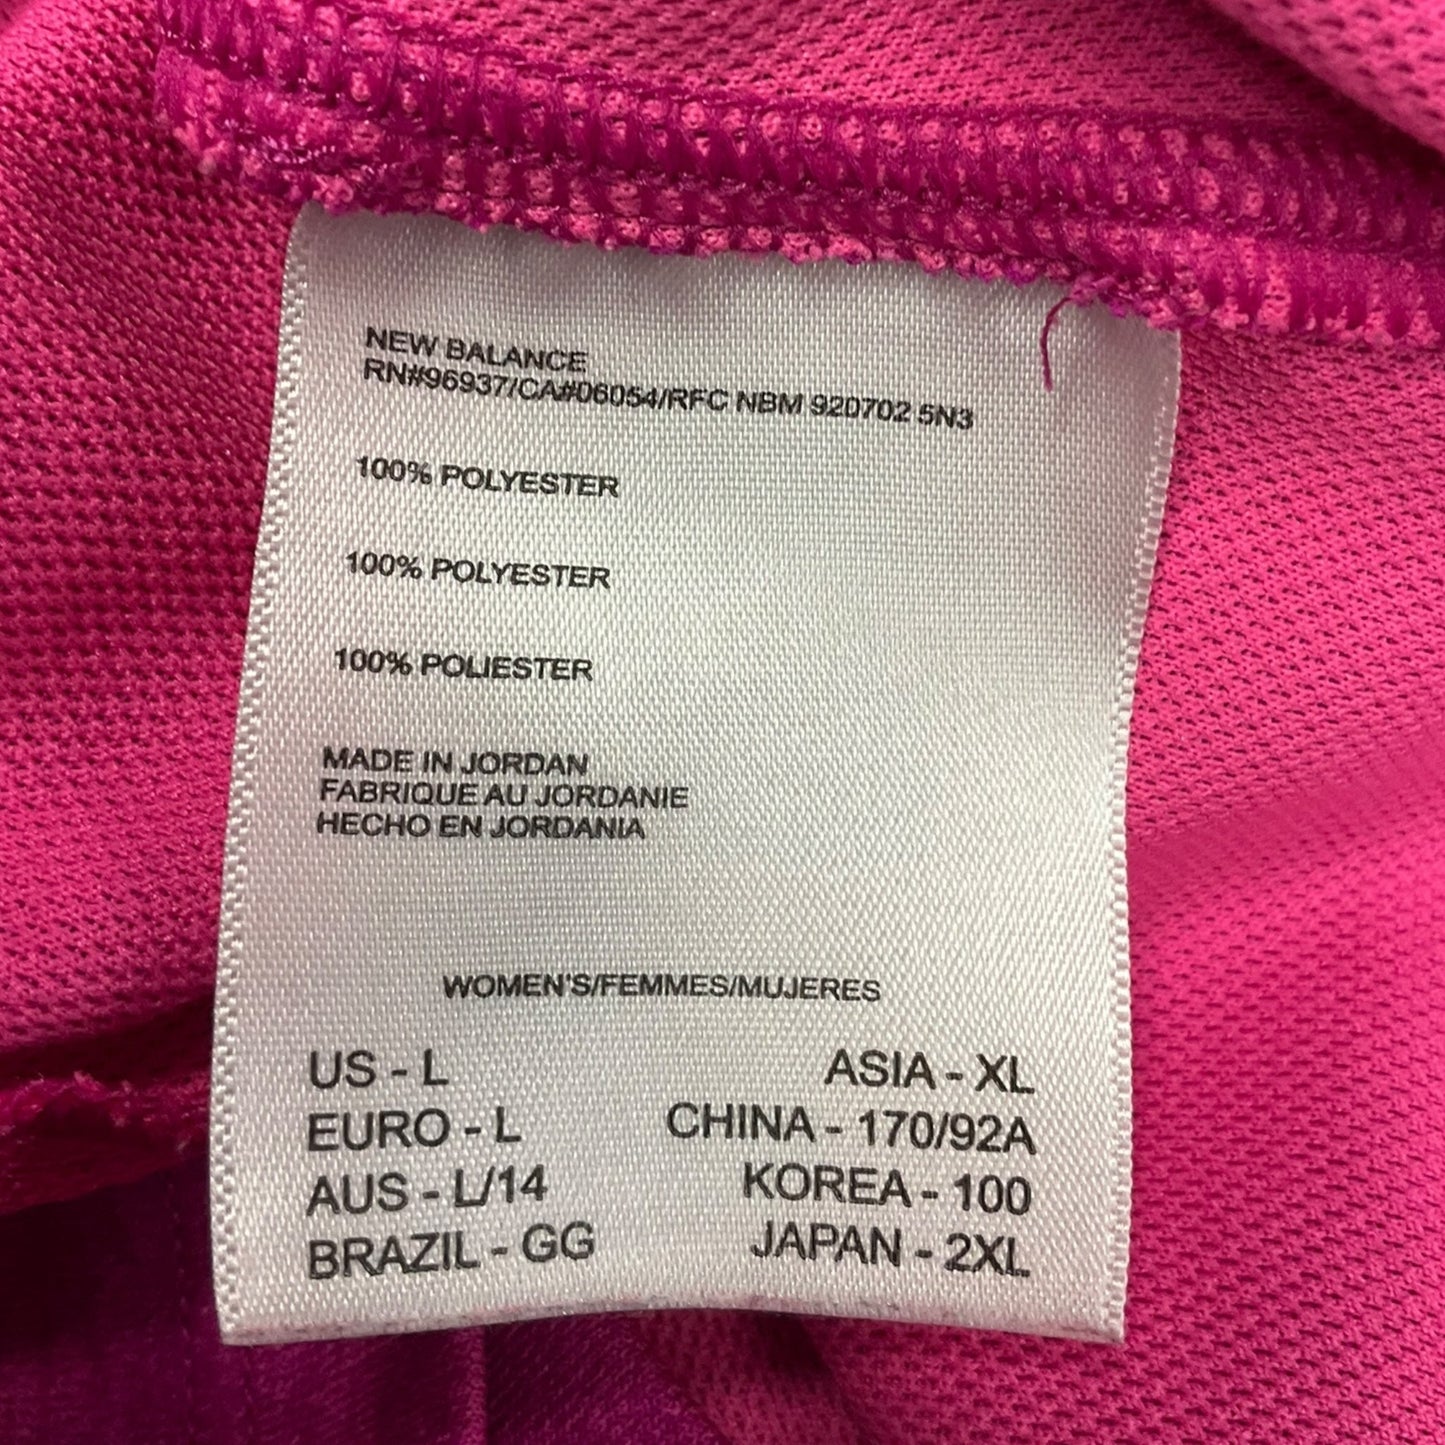 NEW BALANCE
RN#96937/CA#06054/RFC NBM 920702 5N3
100% POLYESTER
100% POLYESTER
100% POLIESTER
MADE IN JORDAN
FABRIQUE AU JORDANIE
HECHO EN JORDANIA
WOMEN'S/FEMMES/MUJERES
US - L ASIA - XL
EURO - L CHINA - 170/92A
AUS - L/14 KOREA - 100
BRAZIL - GG JAPAN - 2XL